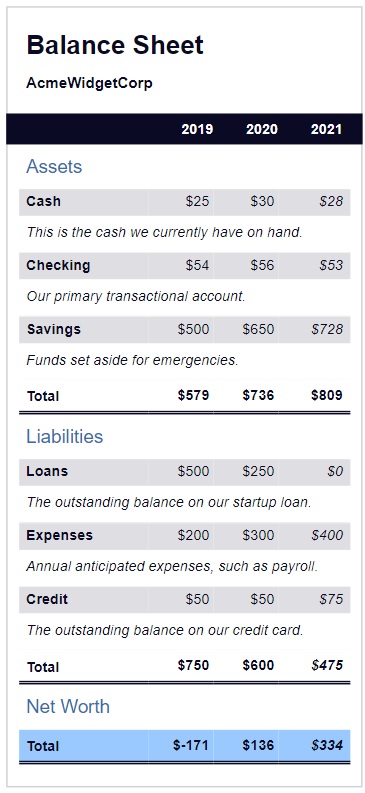 Balance Sheet
AcmeWidgetCorp
2019 2020 2021
Assets
Cash $25 $30 $28
This is the cash we currently have on hand.
Checking $54 $56 $53
Our primary transactional account.
Savings $500 $650 $728
Funds set aside for emergencies.
Total $579 $736 $809
Liabilities
Loans $500 $250 $0
The outstanding balance on our startup loan.
Expenses $200 $300 $400
Annual anticipated expenses, such as payroll.
Credit $50 $50 $75
The outstanding balance on our credit card.
Total $750 $600 $475
Net Worth
Total $-171 $136 $334